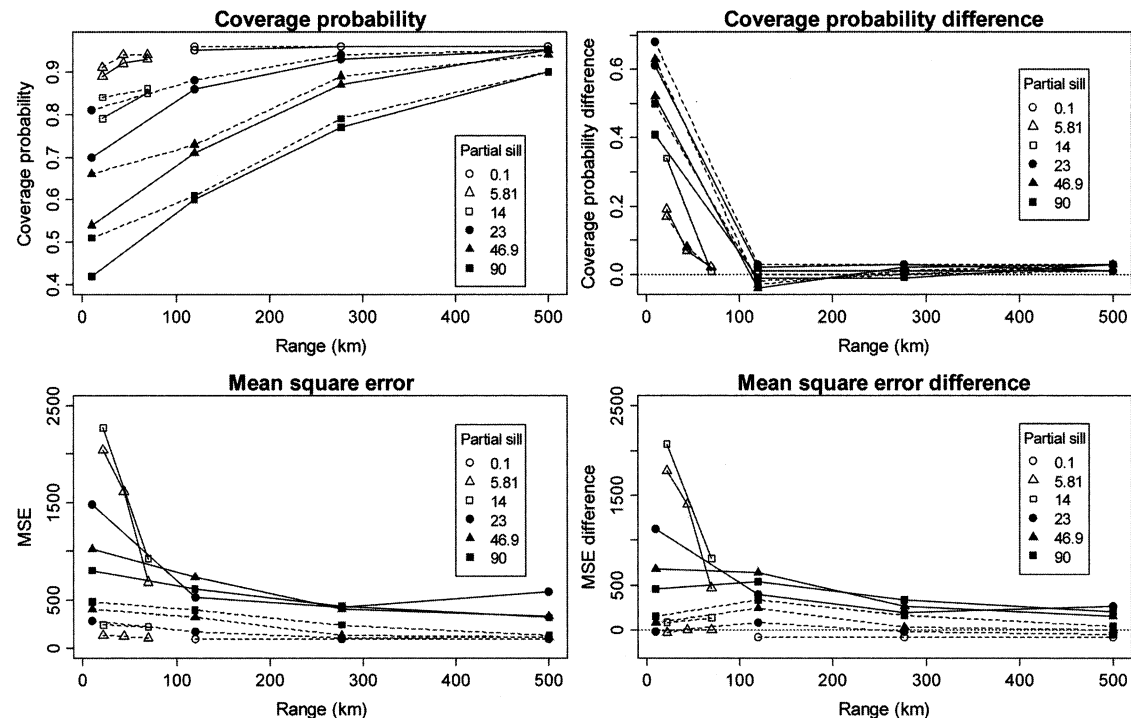 Coverage probability
Coverage probability
0.4 0.5 0.6 0.7 0.8 0.9
Partial sill
0.1
5.81
14
23
46.9
90
0 100 200 300 400 500
Range (km)
Coverage probability difference
Coverage probability difference
0.0 0.2 0.4 0.6
Partial sill
0.1
5.81
14
23
46.9
90
0 100 200 300 400 500
Range (km)
Mean square error
MSE
0 500 1500 2500
Partial sill
0.1
5.81
14
23
46.9
90
0 100 200 300 400 500
Range (km)
Mean square error difference
MSE difference
0 500 1500 2500
Partial sill
0.1
5.81
14
23
46.9
90
0 100 200 300 400 500
Range (km)